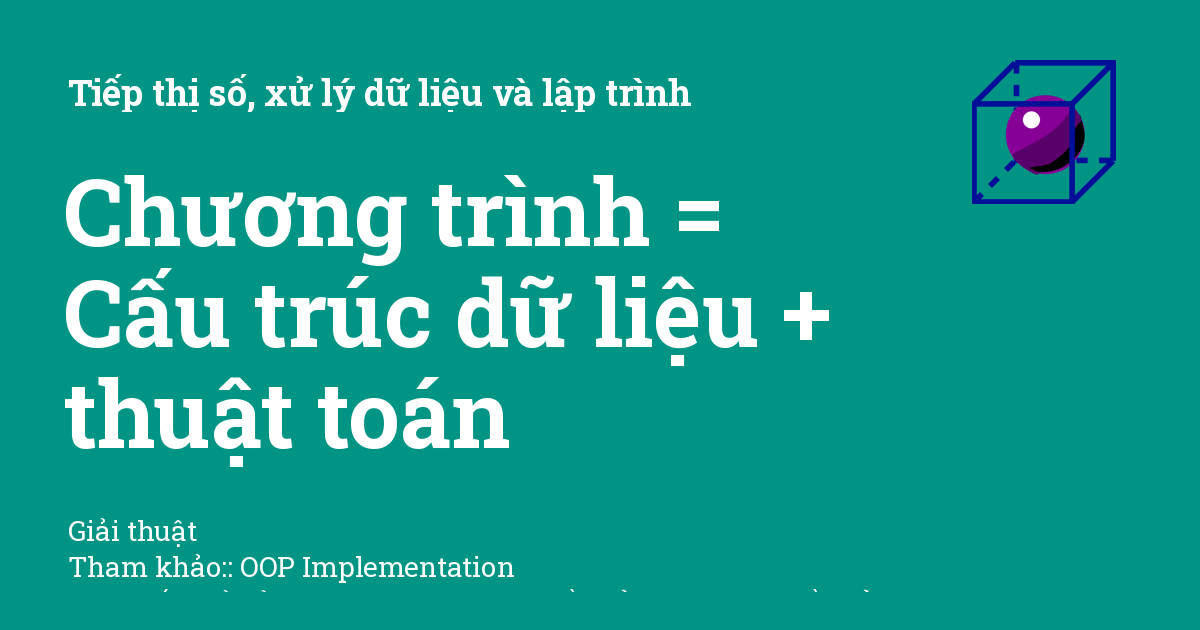 Tiếp thị số, xử lý dữ liệu và lập trình
Chương trình =
Cấu trúc dữ liệu +
thuật toán
Giải thuật
Tham khảo:: OOP Implementation